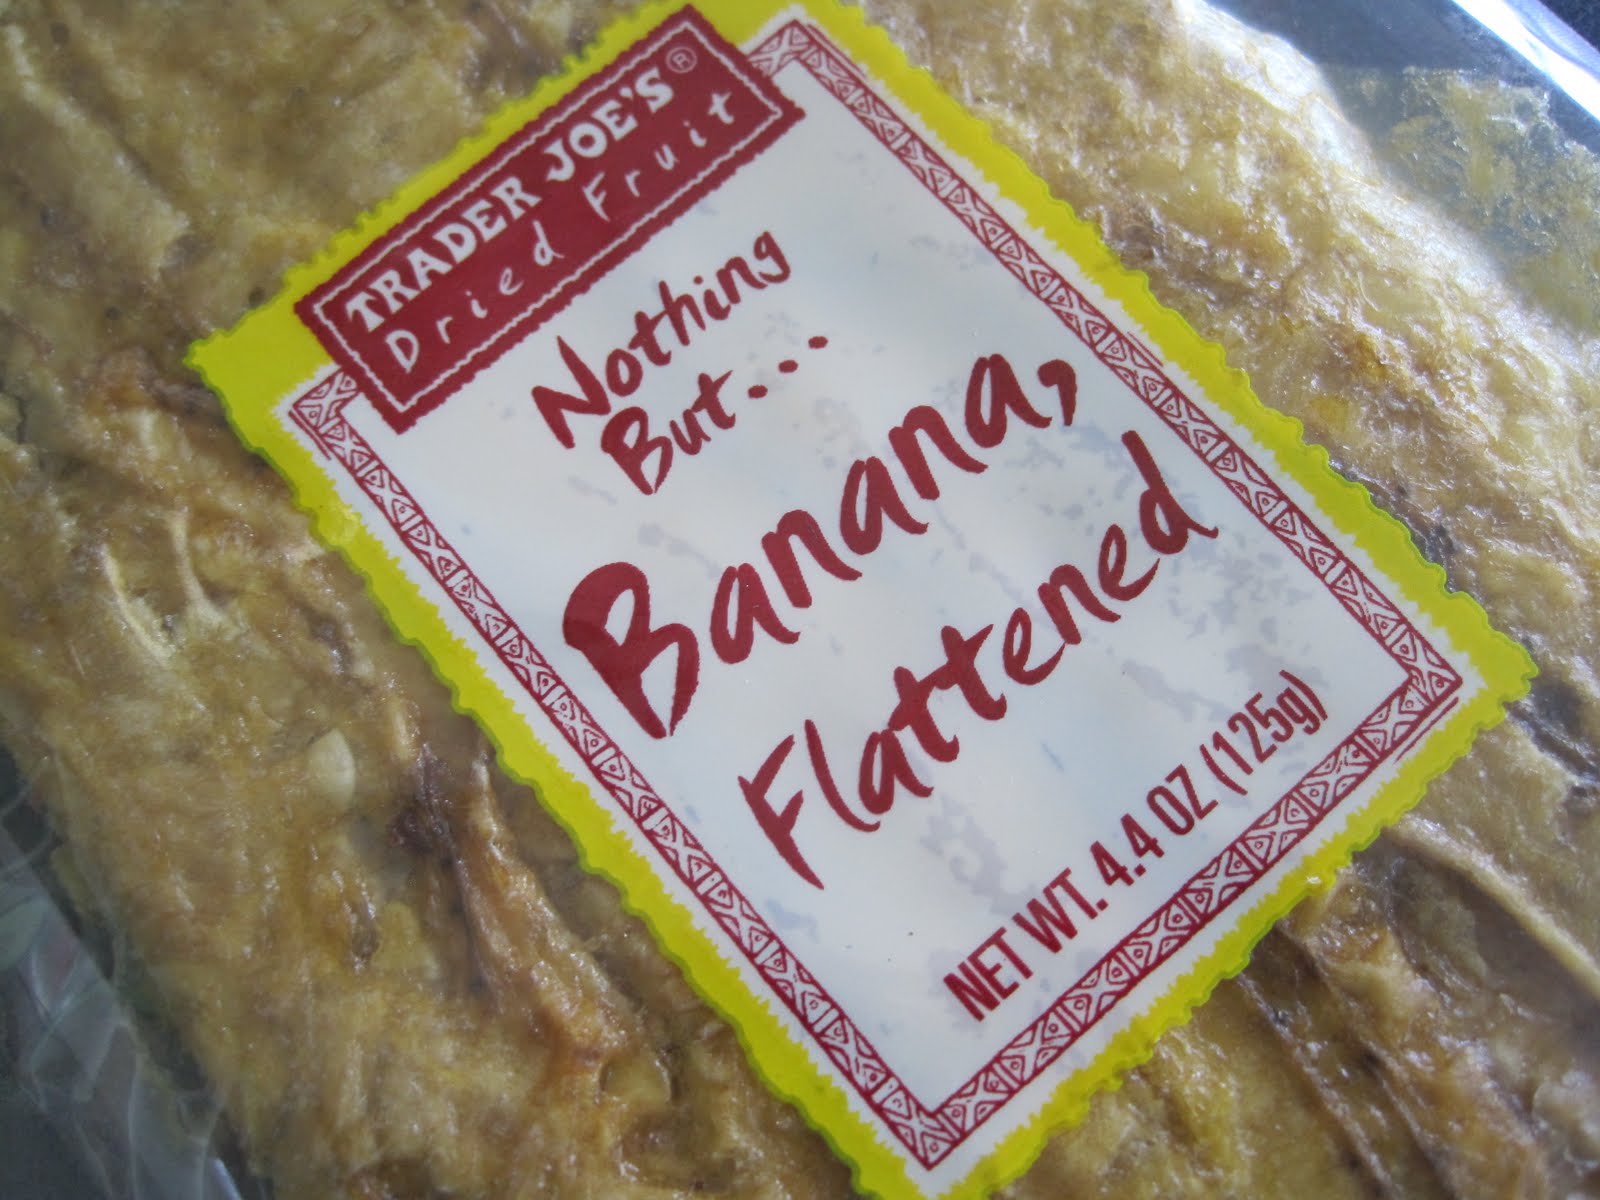 TRADER JOE'S®
Dried Fruit
Nothing
But...
Banana,
Flattened
NET WT. 4.4 OZ (125g)